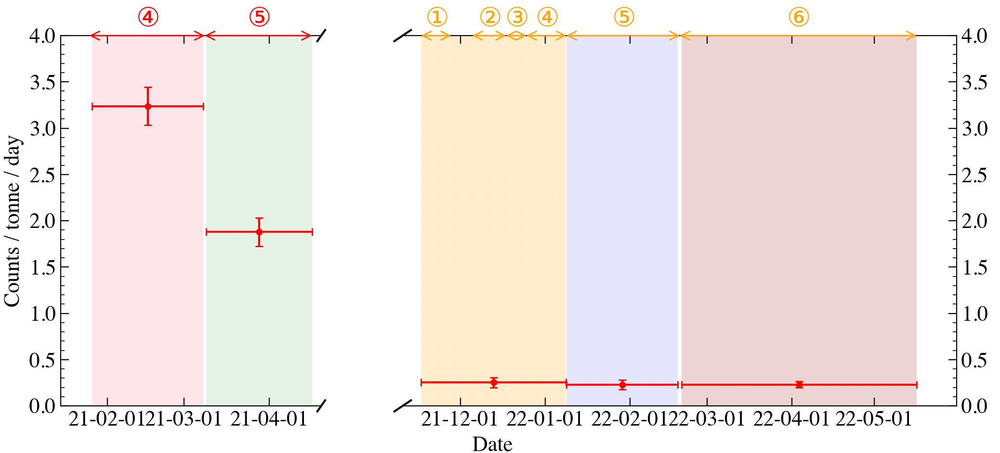 ④ ⑤ ① ② ③ ④ ⑤ ⑥
4.0 4.0
3.5 3.5
3.0 3.0
2.5 2.5
2.0 2.0
1.5 1.5
1.0 1.0
0.5 0.5
0.0 0.0
Counts / tonne / day
21-02-01 21-03-01 21-04-01 21-12-01 22-01-01 22-02-01 22-03-01 22-04-01 22-05-01
Date